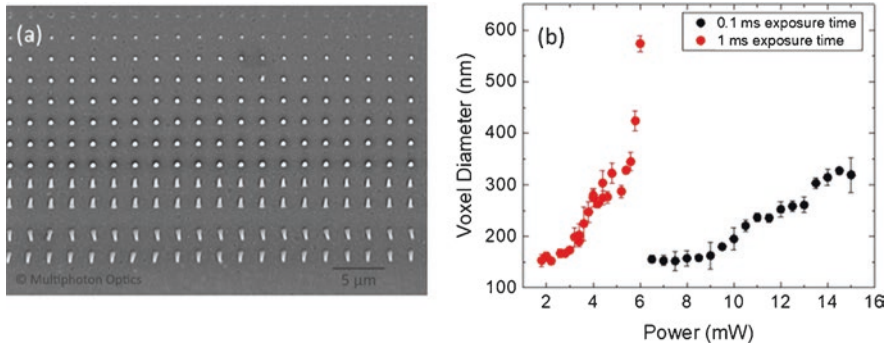 (a)
© Multiphoton Optics
5 μm
(b)
0.1 ms exposure time
1 ms exposure time
600
500
400
300
200
100
Voxel Diameter (nm)
2 4 6 8 10 12 14 16
Power (mW)